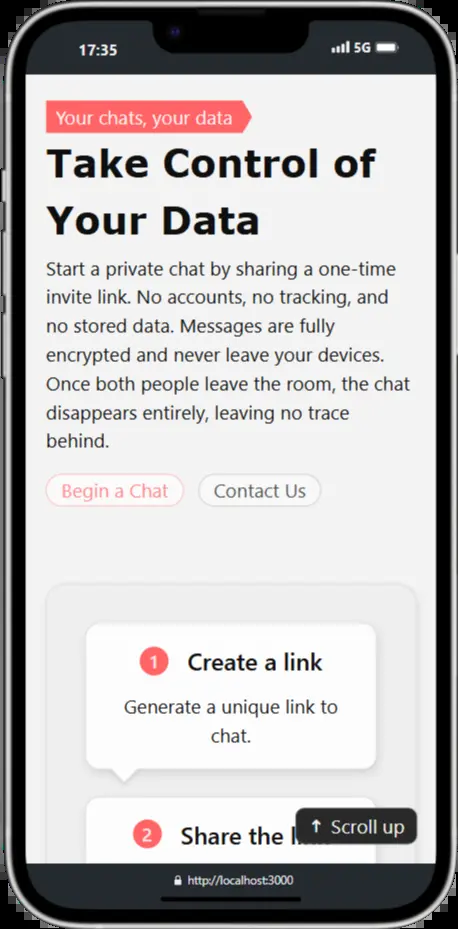 17:35
5G
Your chats, your data
Take Control of
Your Data
Start a private chat by sharing a one-time
invite link. No accounts, no tracking, and
no stored data. Messages are fully
encrypted and never leave your devices.
Once both people leave the room, the chat
disappears entirely, leaving no trace
behind.
Begin a Chat
Contact Us
1
Create a link
Generate a unique link to
chat.
2
Share the
↑ Scroll up
http://localhost:3000